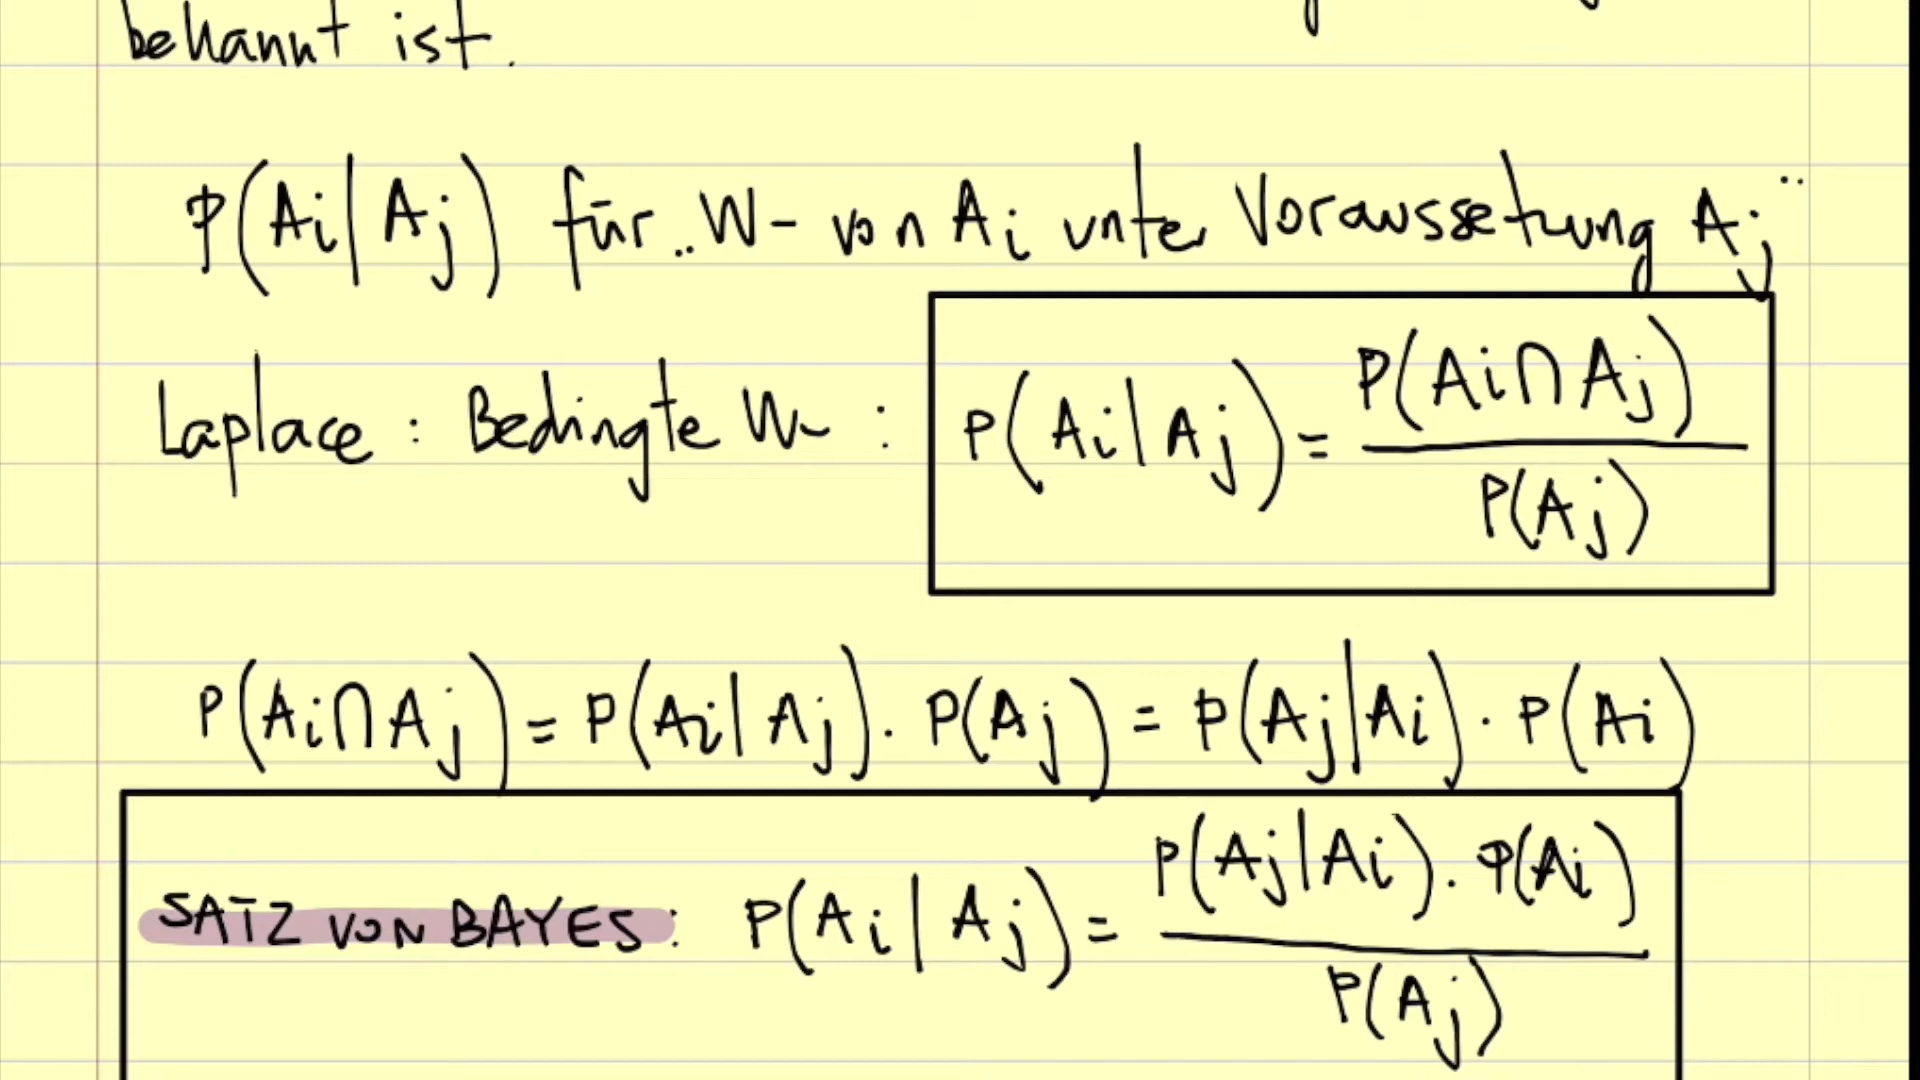 bekannt ist.
P(Ai|Aj) für „W- von Ai unter Voraussetzung Aj“
Laplace: Bedingte W- : P(Ai|Aj) = P(Ai∩Aj) / P(Aj)
P(Ai∩Aj) = P(Ai|Aj) · P(Aj) = P(Aj|Ai) · P(Ai)
SATZ VON BAYES: P(Ai|Aj) = P(Aj|Ai) · P(Ai) / P(Aj)